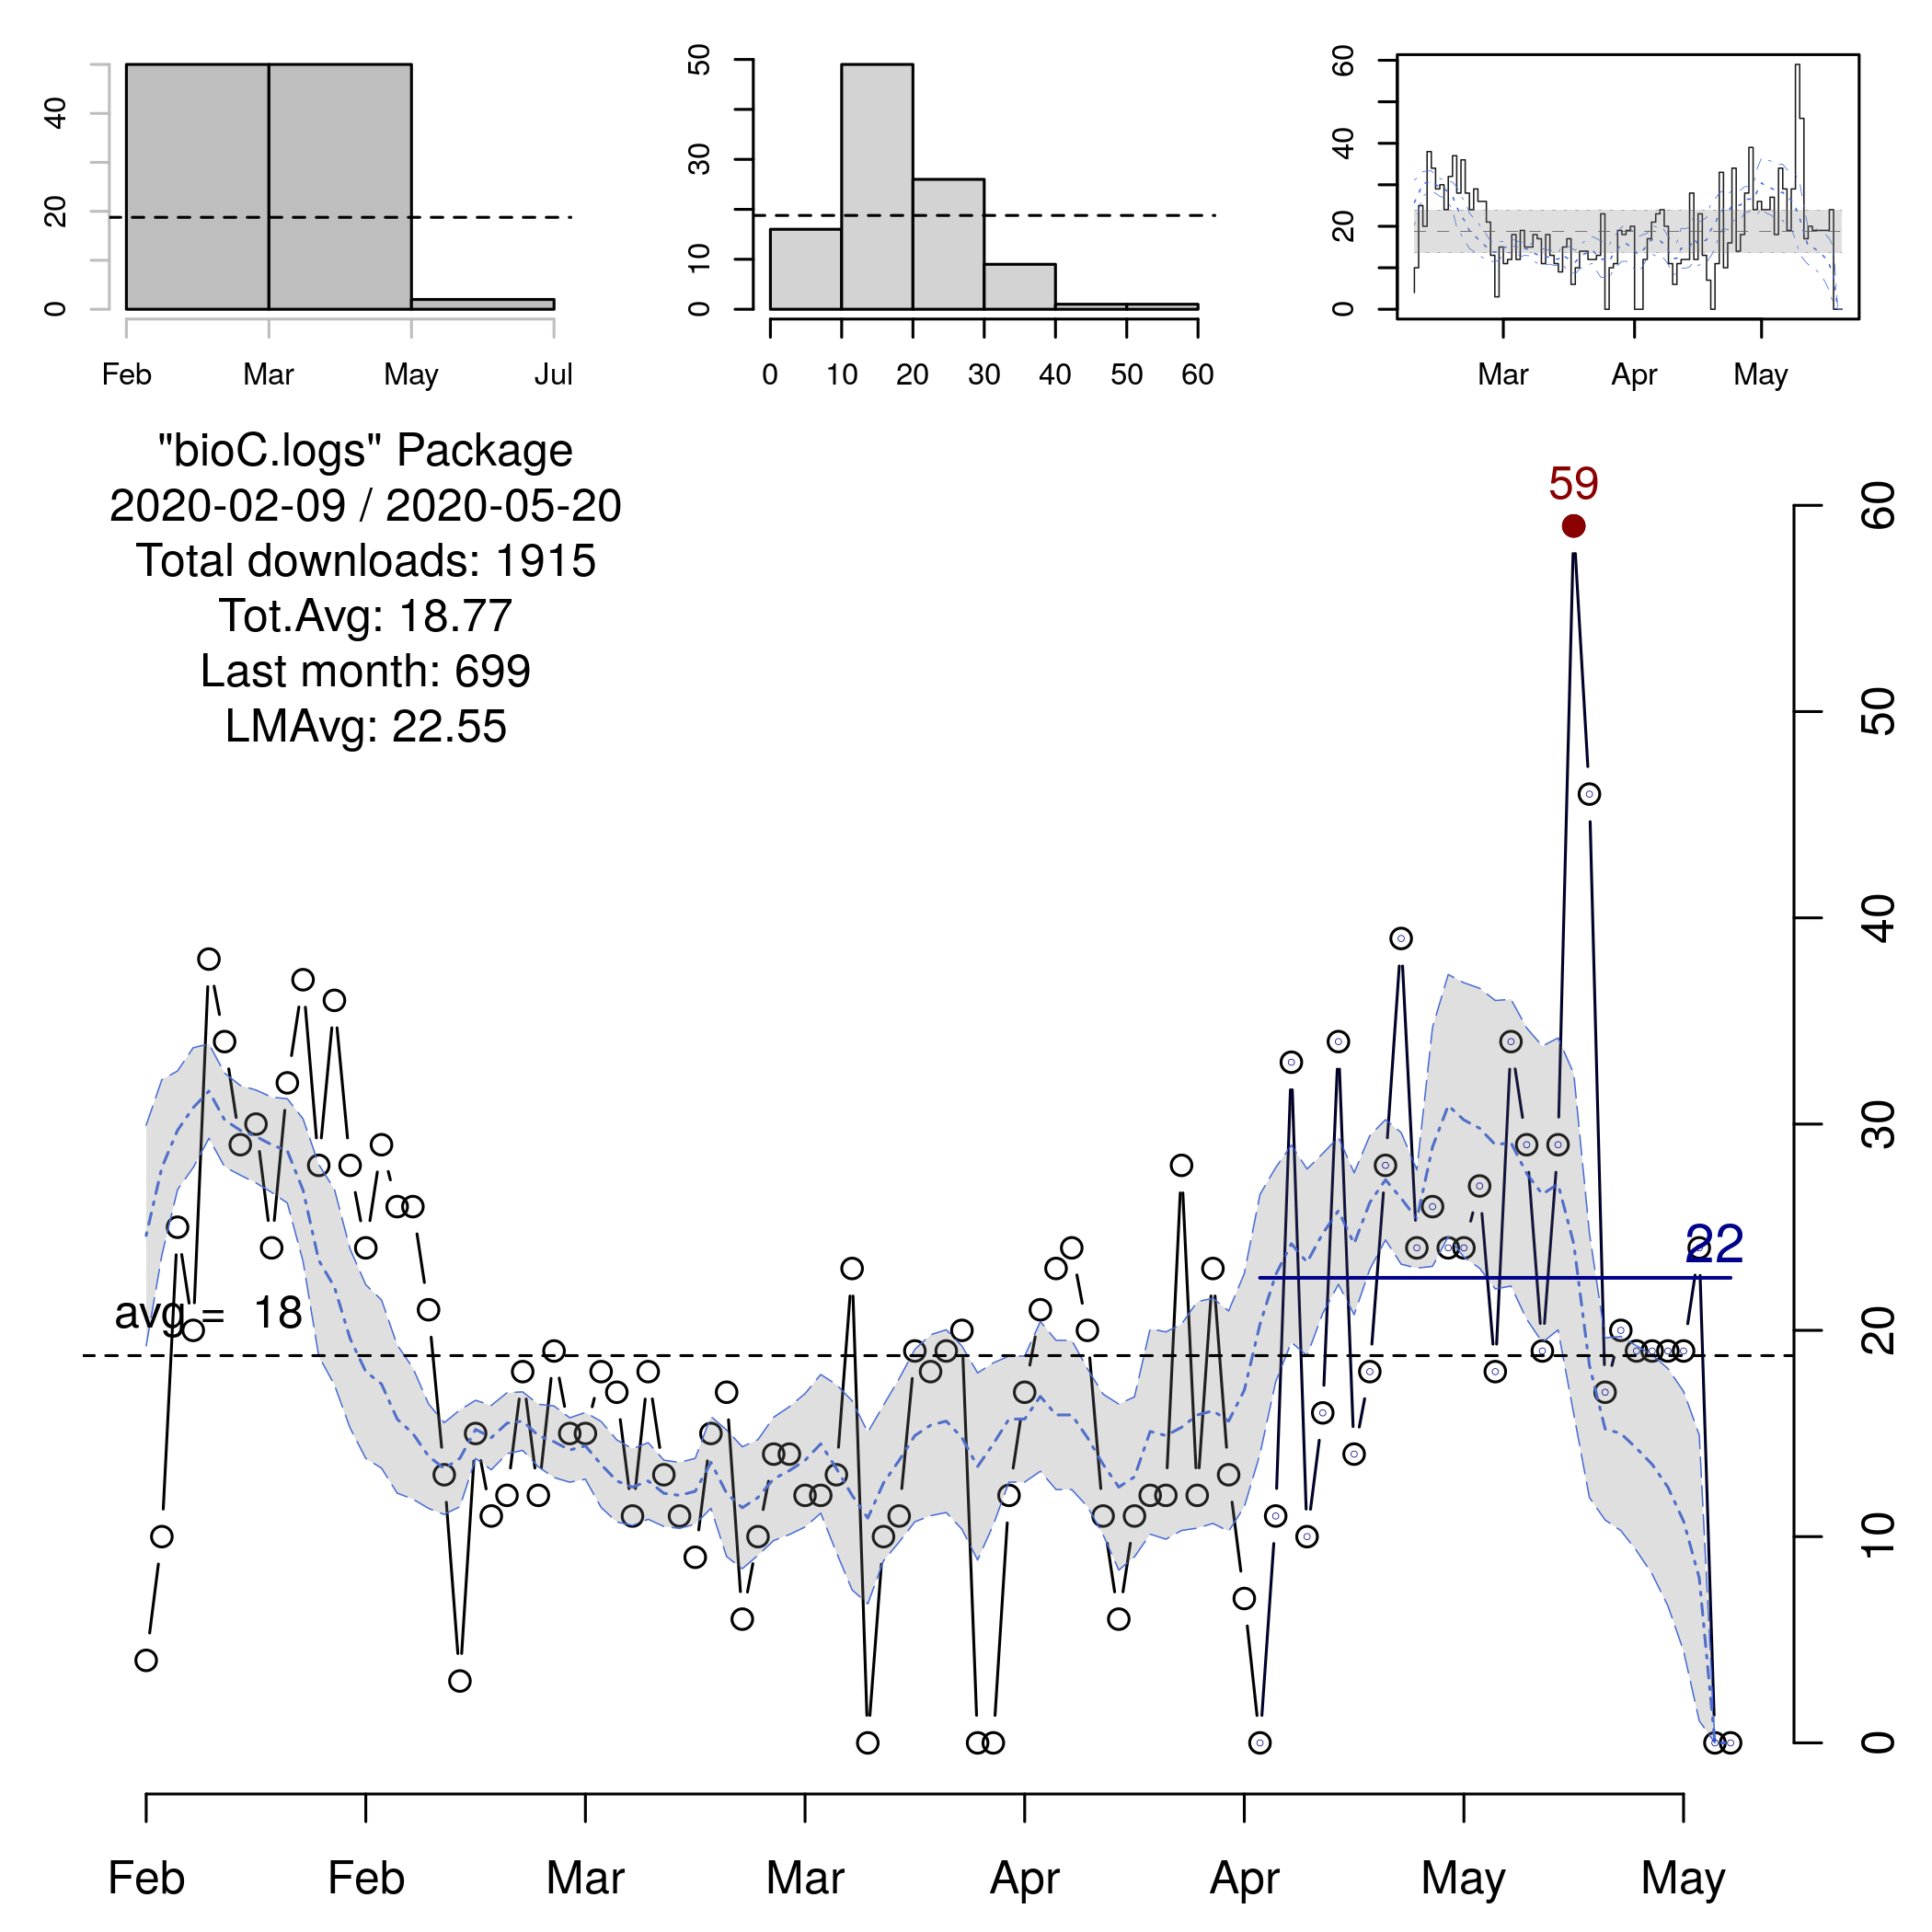 40
20
0
Feb Mar May Jul
50
30
10
0
0 10 20 30 40 50 60
60
40
20
0
Mar Apr May
"bioC.logs" Package
2020-02-09 / 2020-05-20
Total downloads: 1915
Tot.Avg: 18.77
Last month: 699
LMAvg: 22.55
59
22
avg = 18
60
50
40
30
20
10
0
Feb Feb Mar Mar Apr Apr May May